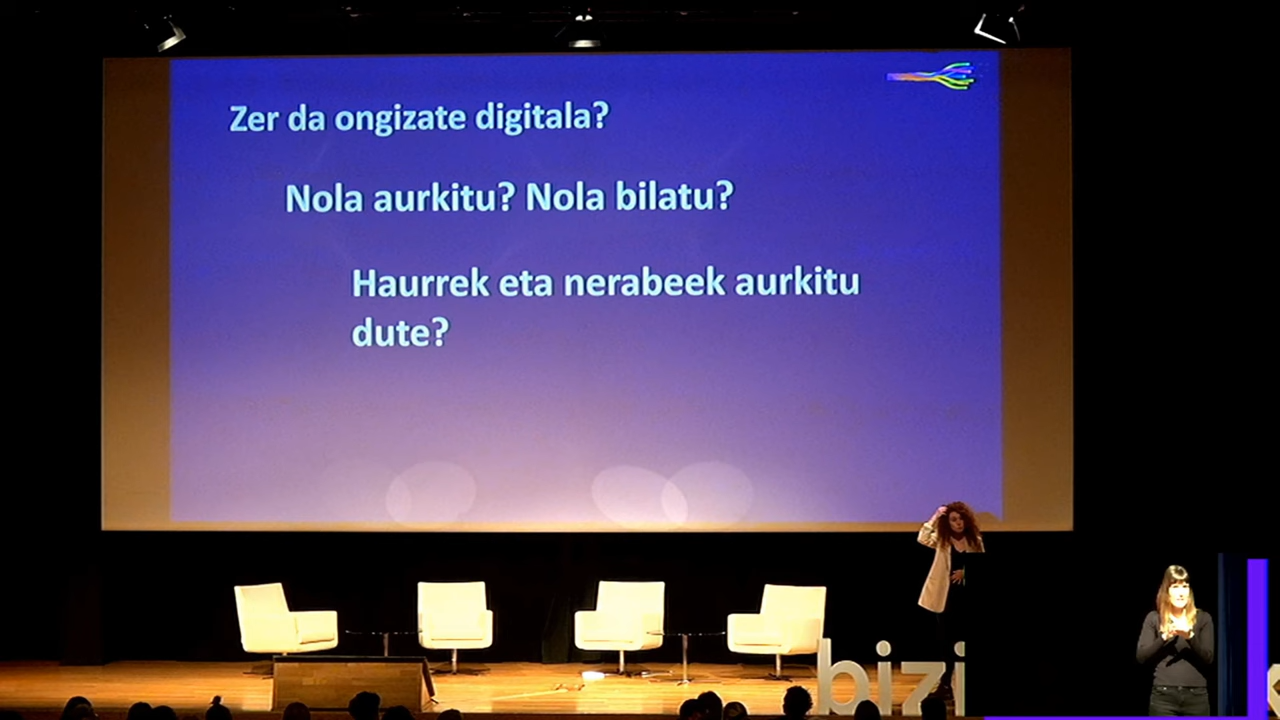 Zer da ongizate digitala?
Nola aurkitu? Nola bilatu?
Haurrek eta nerabeek aurkitu
dute?
bizi